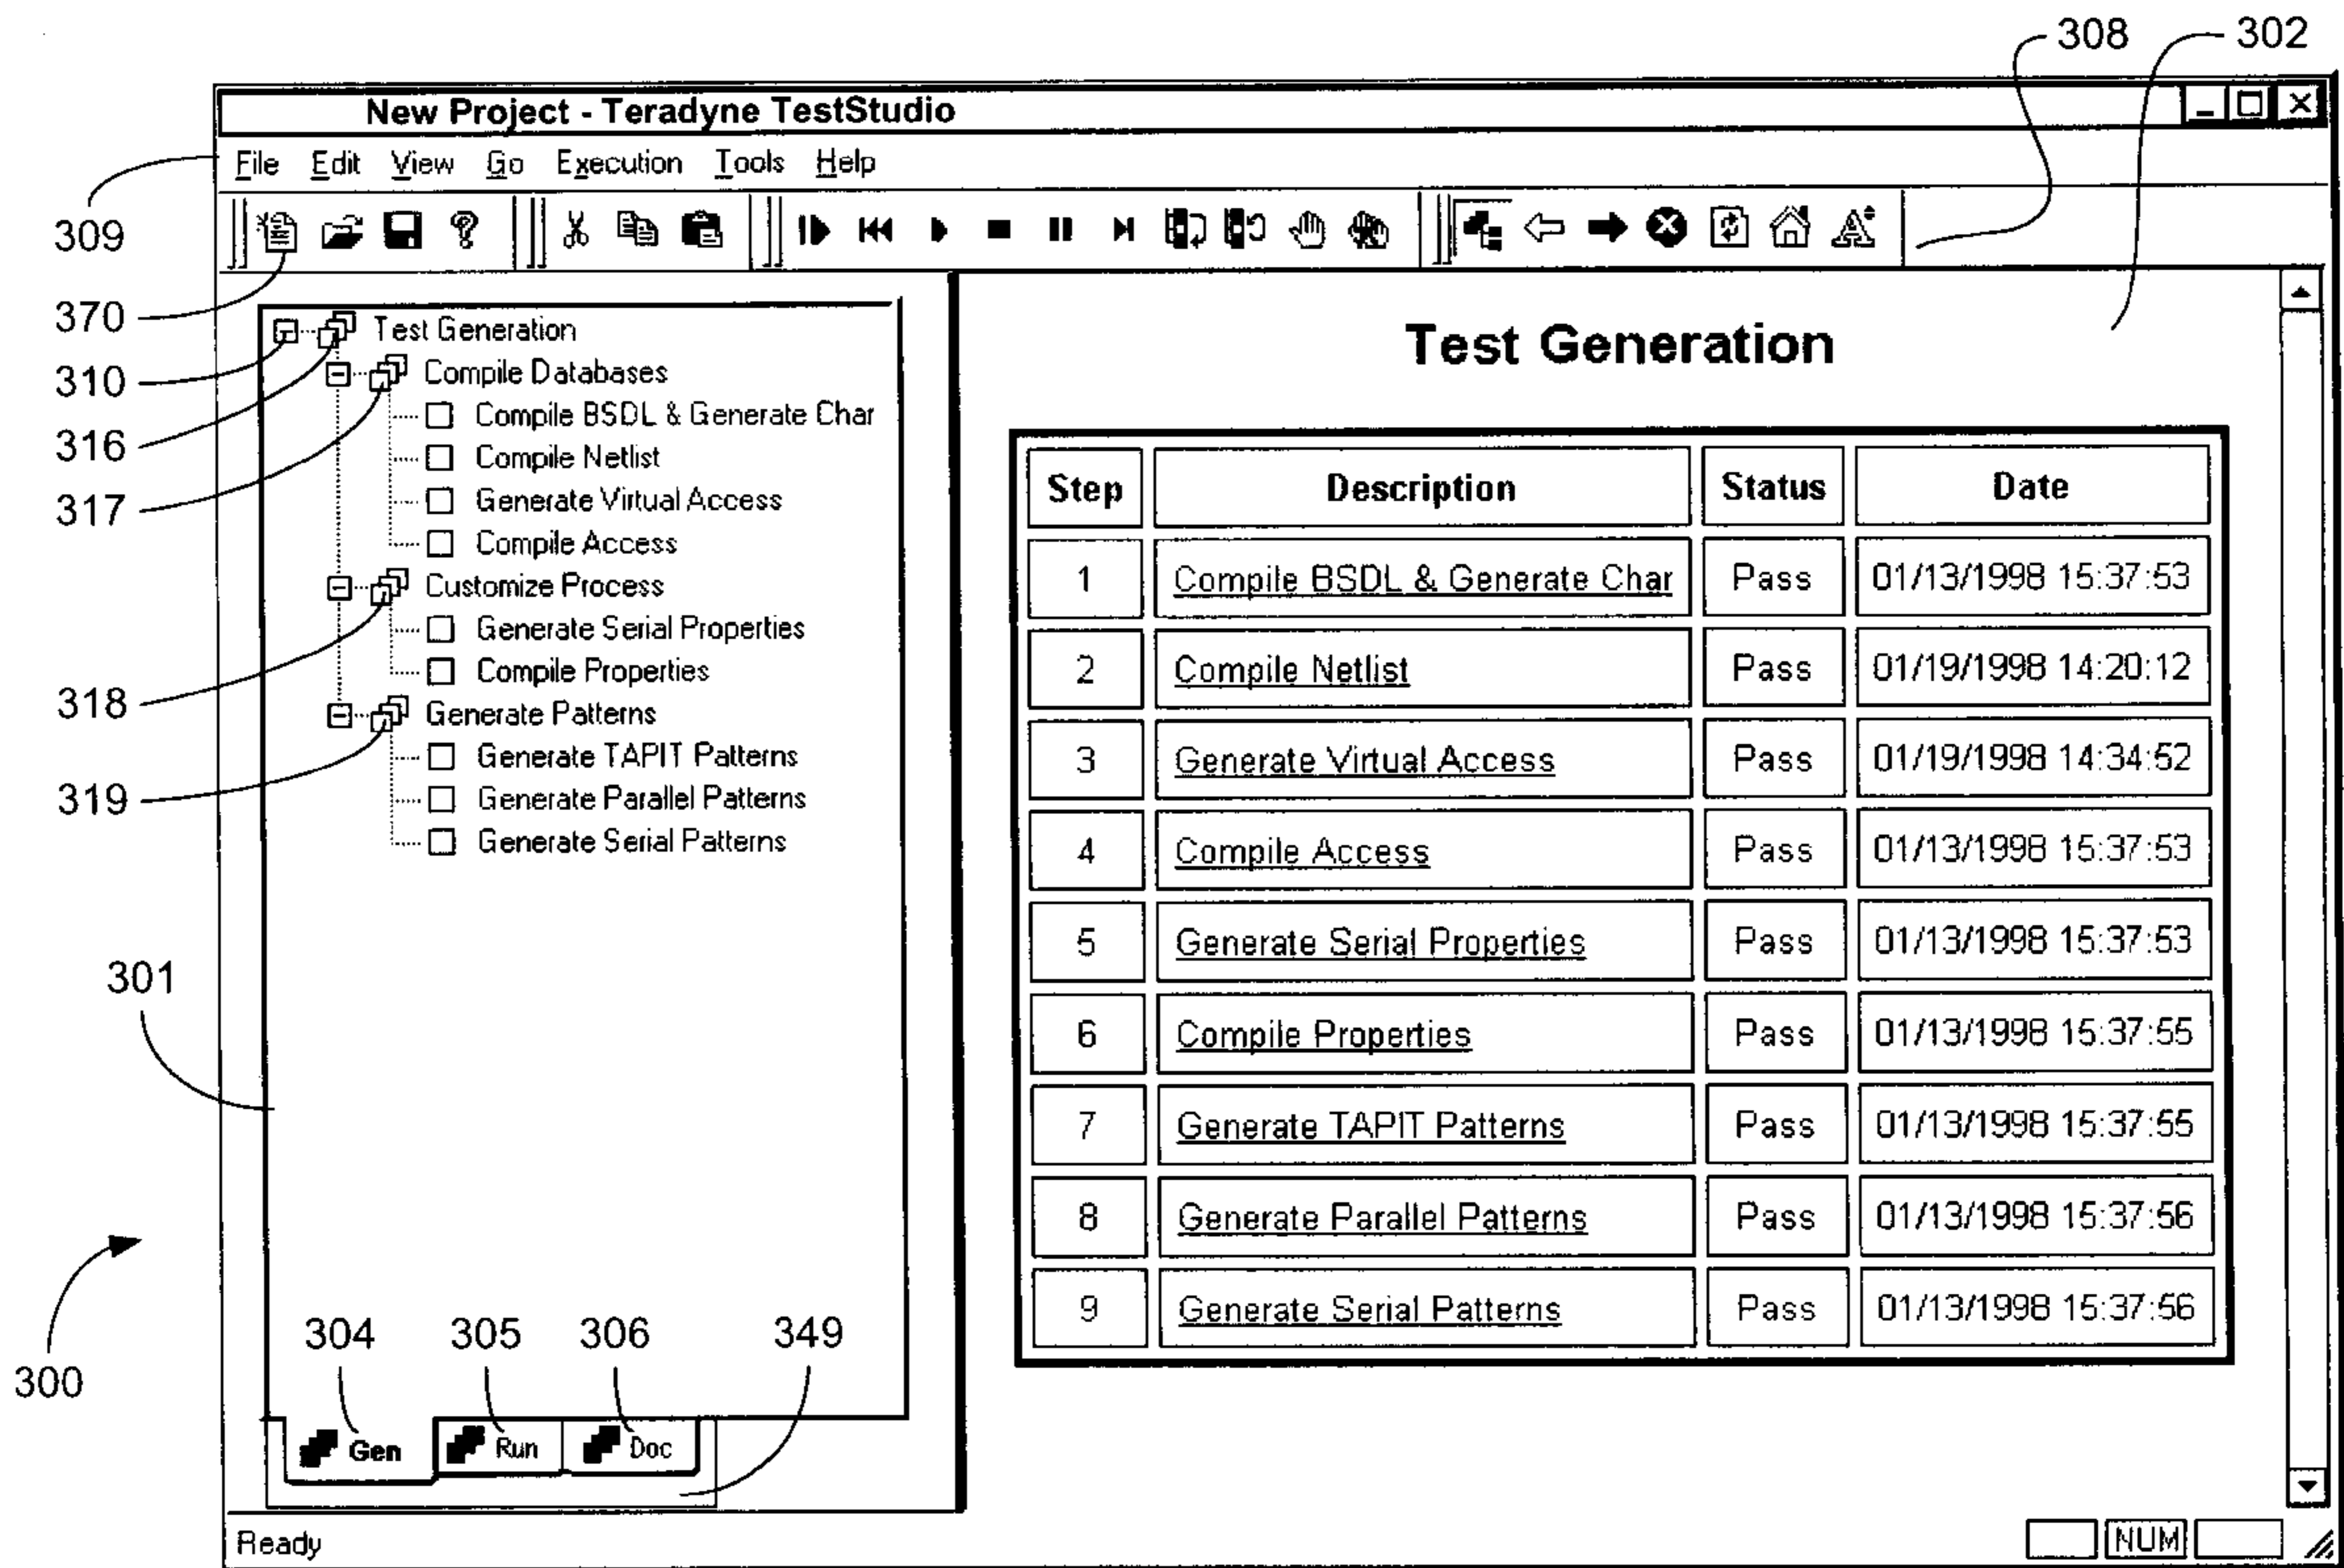 308 302
New Project - Teradyne TestStudio
File Edit View Go Execution Tools Help
309
370
310
316
317
318
319
301
300
Test Generation
Compile Databases
Compile BSDL & Generate Char
Compile Netlist
Generate Virtual Access
Compile Access
Customize Process
Generate Serial Properties
Compile Properties
Generate Patterns
Generate TAPIT Patterns
Generate Parallel Patterns
Generate Serial Patterns
304 305 306 349
Gen Run Doc
Test Generation
Step Description Status Date
1 Compile BSDL & Generate Char Pass 01/13/1998 15:37:53
2 Compile Netlist Pass 01/19/1998 14:20:12
3 Generate Virtual Access Pass 01/19/1998 14:34:52
4 Compile Access Pass 01/13/1998 15:37:53
5 Generate Serial Properties Pass 01/13/1998 15:37:53
6 Compile Properties Pass 01/13/1998 15:37:55
7 Generate TAPIT Patterns Pass 01/13/1998 15:37:55
8 Generate Parallel Patterns Pass 01/13/1998 15:37:56
9 Generate Serial Patterns Pass 01/13/1998 15:37:56
Ready NUM